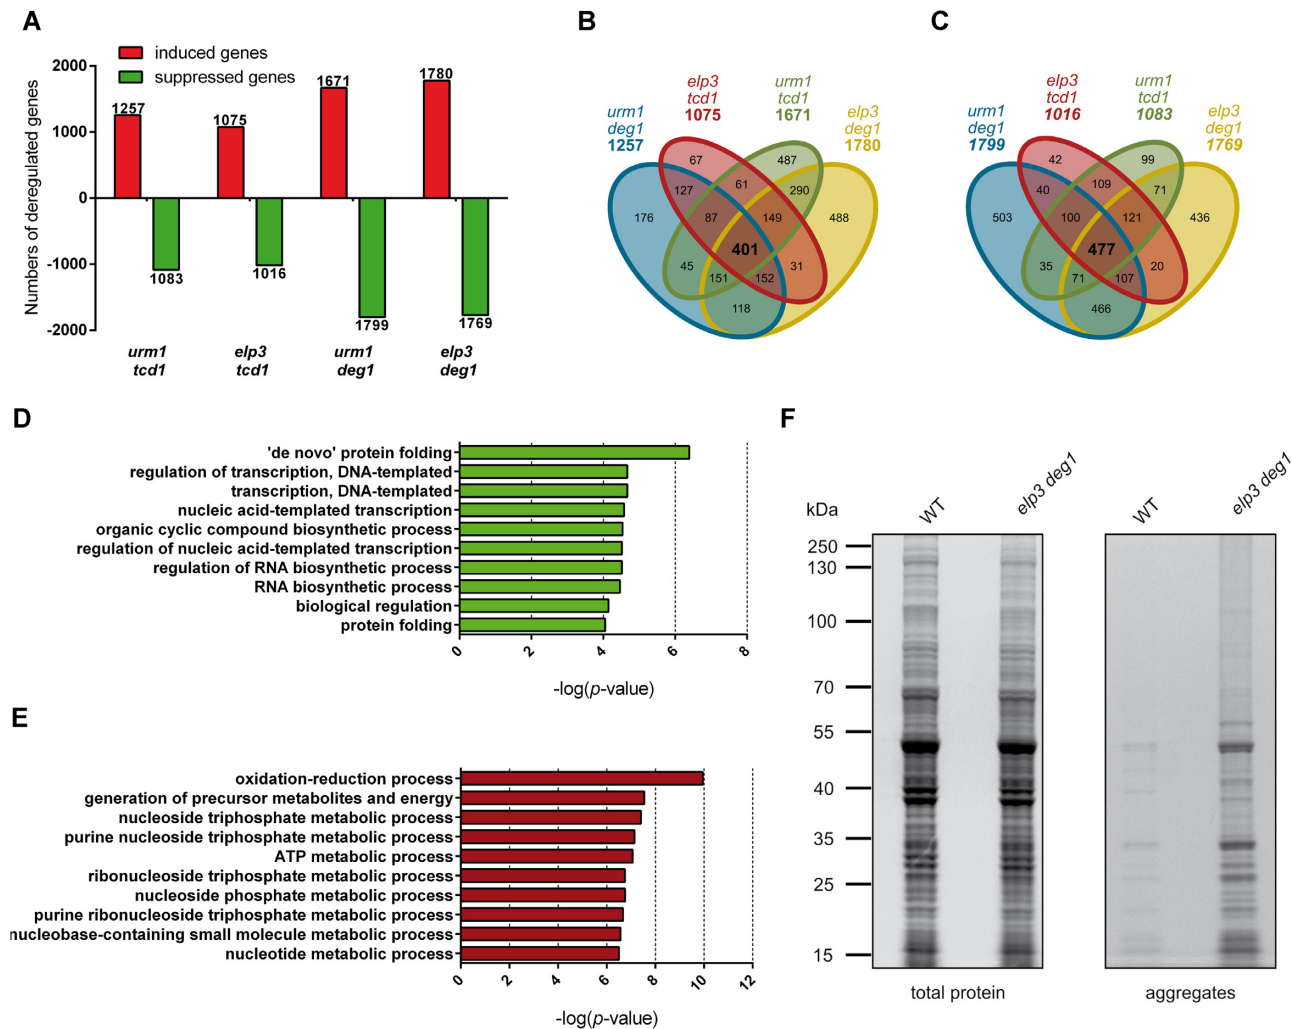 A
induced genes
suppressed genes
Numbers of deregulated genes
2000
1000
0
-1000
-2000
1257
1075
1671
1780
1083
1016
1799
1769
urm1
tcd1
elp3
tcd1
urm1
deg1
elp3
deg1
B
urm1
deg1
1257
elp3
tcd1
1075
urm1
tcd1
1671
elp3
deg1
1780
67
487
127
61
290
176
87
149
488
401
45
151
152
31
118
C
urm1
deg1
1799
elp3
tcd1
1016
urm1
tcd1
1083
elp3
deg1
1769
42
99
40
109
71
503
100
121
436
477
35
71
107
20
466
D
'de novo' protein folding
regulation of transcription, DNA-templated
transcription, DNA-templated
nucleic acid-templated transcription
organic cyclic compound biosynthetic process
regulation of nucleic acid-templated transcription
regulation of RNA biosynthetic process
RNA biosynthetic process
biological regulation
protein folding
0
2
4
6
8
-log(p-value)
E
oxidation-reduction process
generation of precursor metabolites and energy
nucleoside triphosphate metabolic process
purine nucleoside triphosphate metabolic process
ATP metabolic process
ribonucleoside triphosphate metabolic process
nucleoside phosphate metabolic process
purine ribonucleoside triphosphate metabolic process
nucleobase-containing small molecule metabolic process
nucleotide metabolic process
0
2
4
6
8
10
12
-log(p-value)
F
kDa
WT
elp3 deg1
WT
elp3 deg1
250
130
100
70
55
40
35
25
15
total protein
aggregates